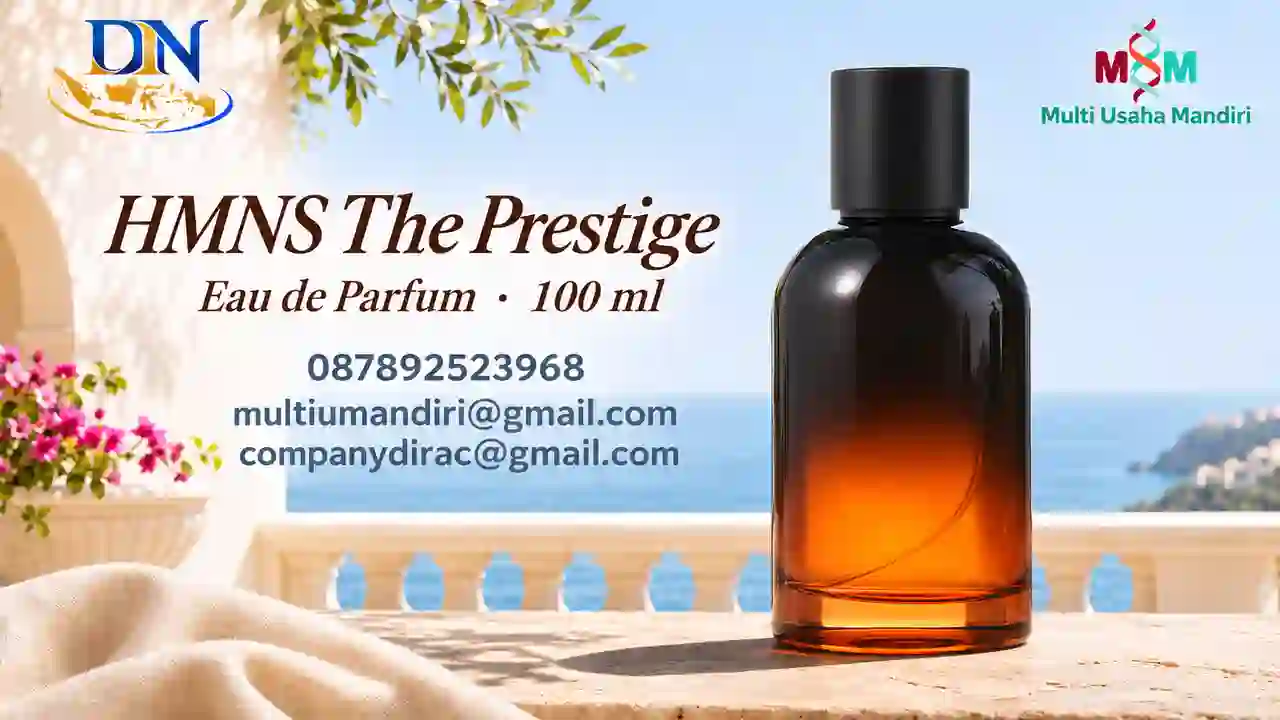 DN
MM
Multi Usaha Mandiri
HMNS The Prestige
Eau de Parfum · 100 ml
087892523968
multiumandiri@gmail.com
companydirac@gmail.com